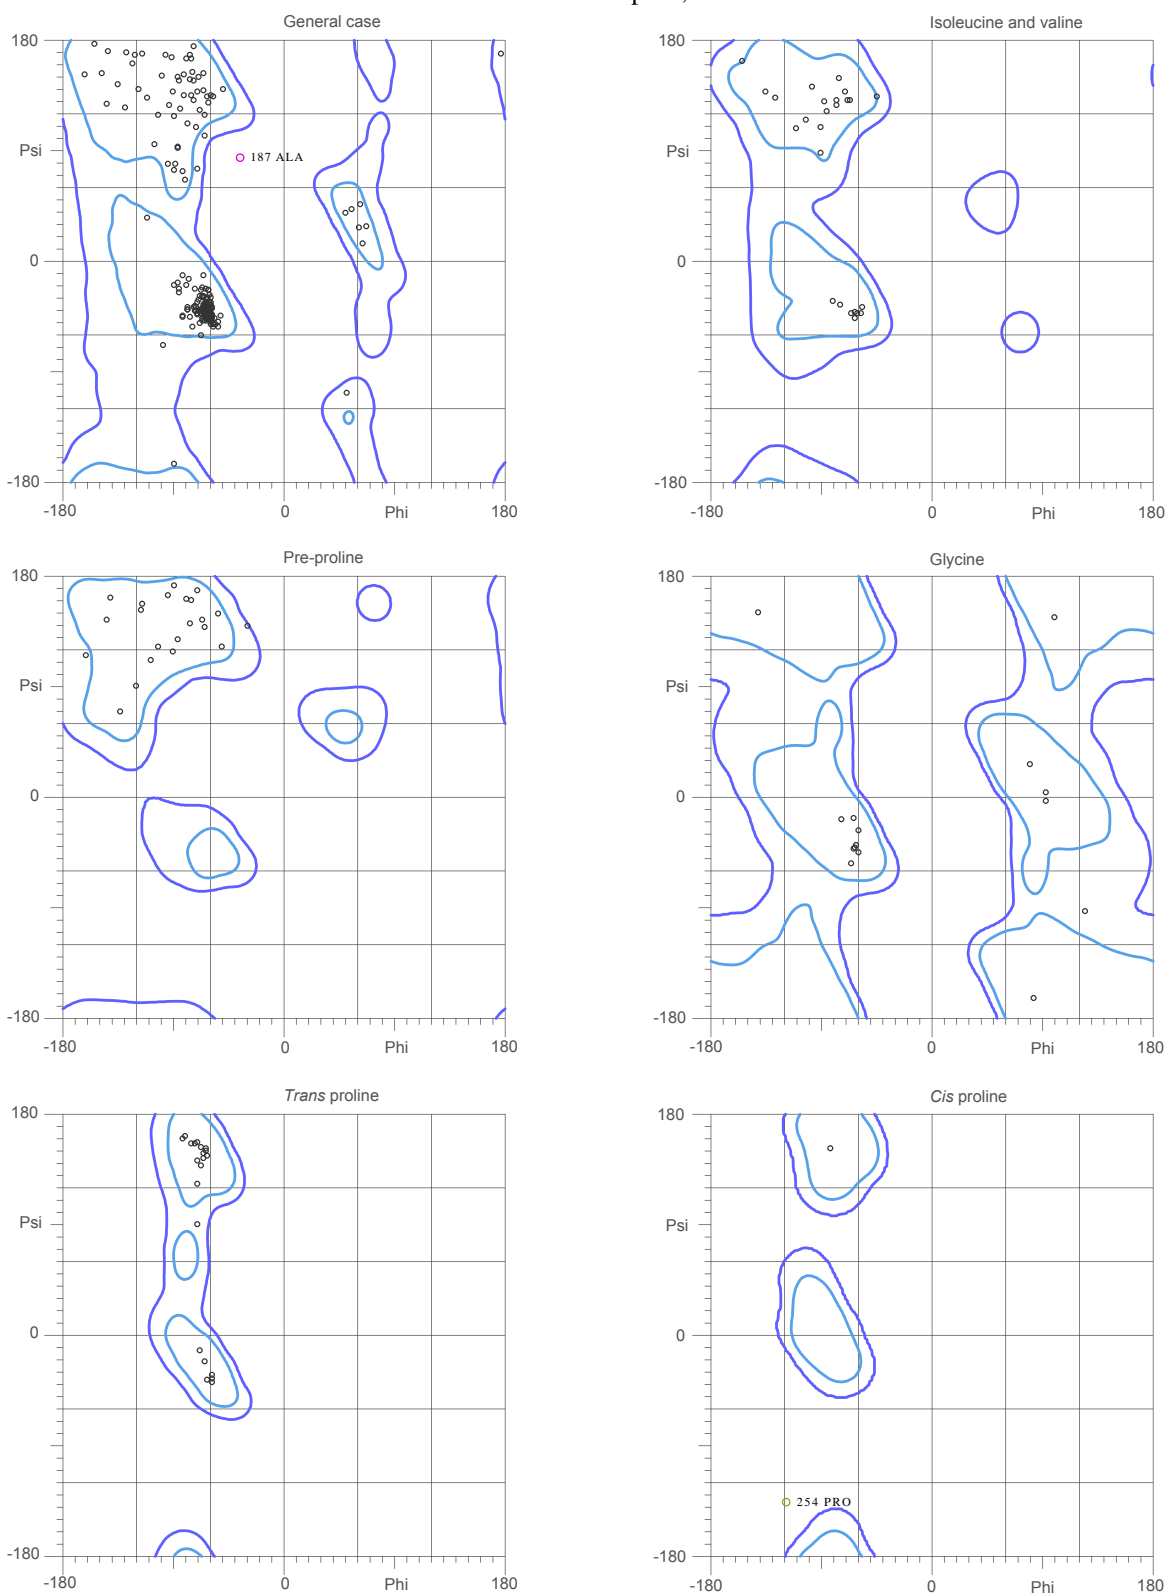 General case
Isoleucine and valine
180
Psi
0
-180
-180
0
Phi
180
187 ALA
180
Psi
0
-180
-180
0
Phi
180
Pre-proline
Glycine
180
Psi
0
-180
-180
0
Phi
180
180
Psi
0
-180
-180
0
Phi
180
Trans proline
Cis proline
180
Psi
0
-180
-180
0
Phi
180
180
Psi
0
-180
-180
0
Phi
180
254 PRO